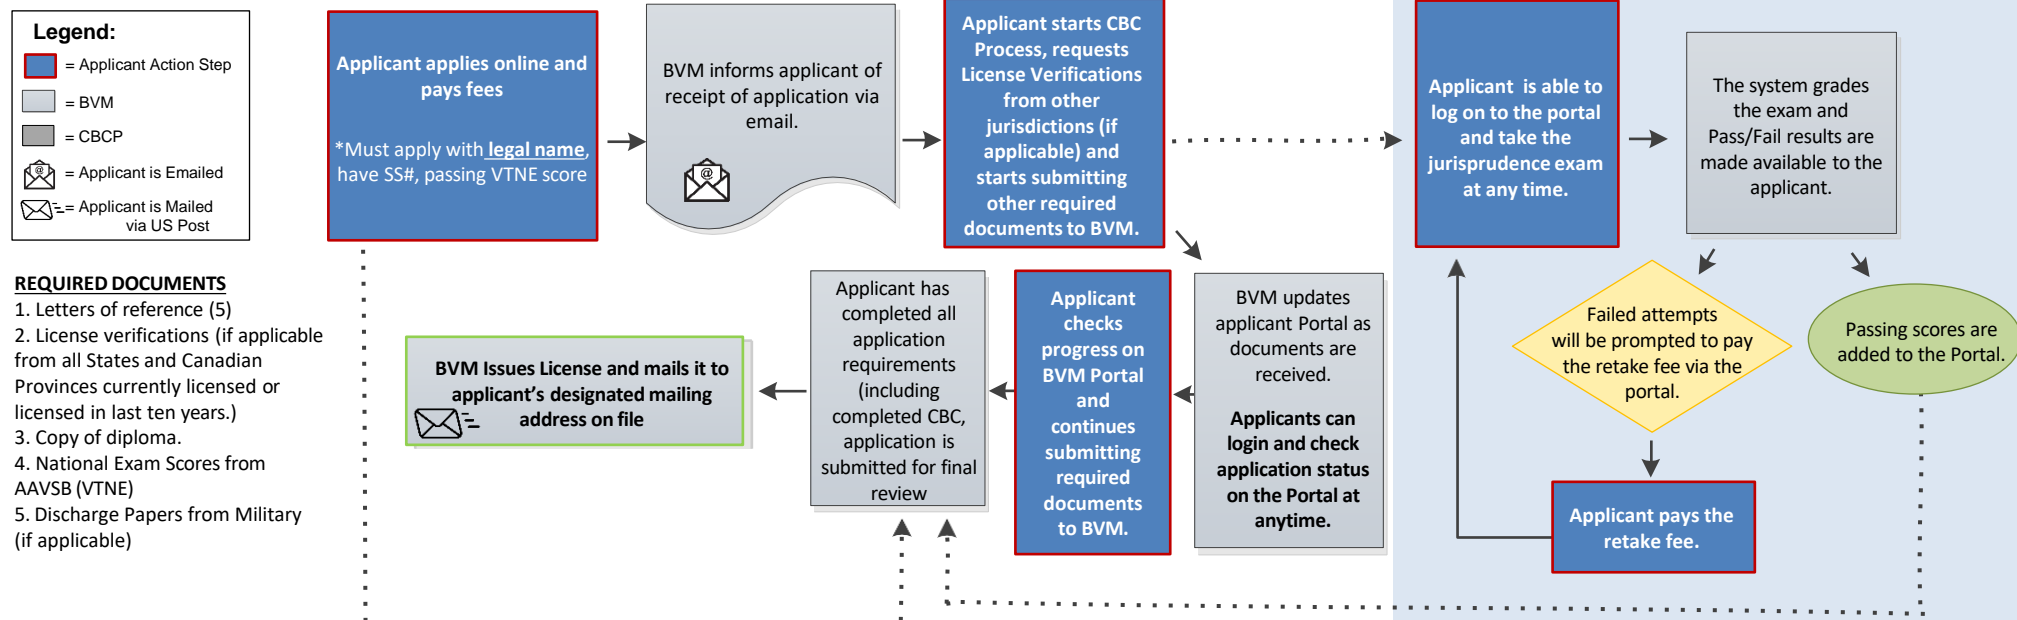 Legend:
= Applicant Action Step
= BVM
= CBCP
= Applicant is Emailed
= Applicant is Mailed
via US Post
REQUIRED DOCUMENTS
1. Letters of reference (5)
2. License verifications (if applicable
from all States and Canadian
Provinces currently licensed or
licensed in last ten years.)
3. Copy of diploma.
4. National Exam Scores from
AAVSB (VTNE)
5. Discharge Papers from Military
(if applicable)
Applicant applies online and
pays fees
*Must apply with legal name,
have SS#, passing VTNE score
BVM informs applicant of
receipt of application via
email.
@
Applicant starts CBC
Process, requests
License Verifications
from other
jurisdictions (if
applicable) and
starts submitting
other required
documents to BVM.
BVM updates
applicant Portal as
documents are
received.
Applicants can
login and check
application status
on the Portal at
anytime.
Applicant
checks
progress on
BVM Portal
and
continues
submitting
required
documents
to BVM.
Applicant has
completed all
application
requirements
(including
completed CBC,
application is
submitted for final
review
BVM Issues License and mails it to
applicant's designated mailing
address on file
Applicant is able to
log on to the portal
and take the
jurisprudence exam
at any time.
The system grades
the exam and
Pass/Fail results are
made available to the
applicant.
Failed attempts
will be prompted to pay
the retake fee via the
portal.
Passing scores are
added to the Portal.
Applicant pays the
retake fee.